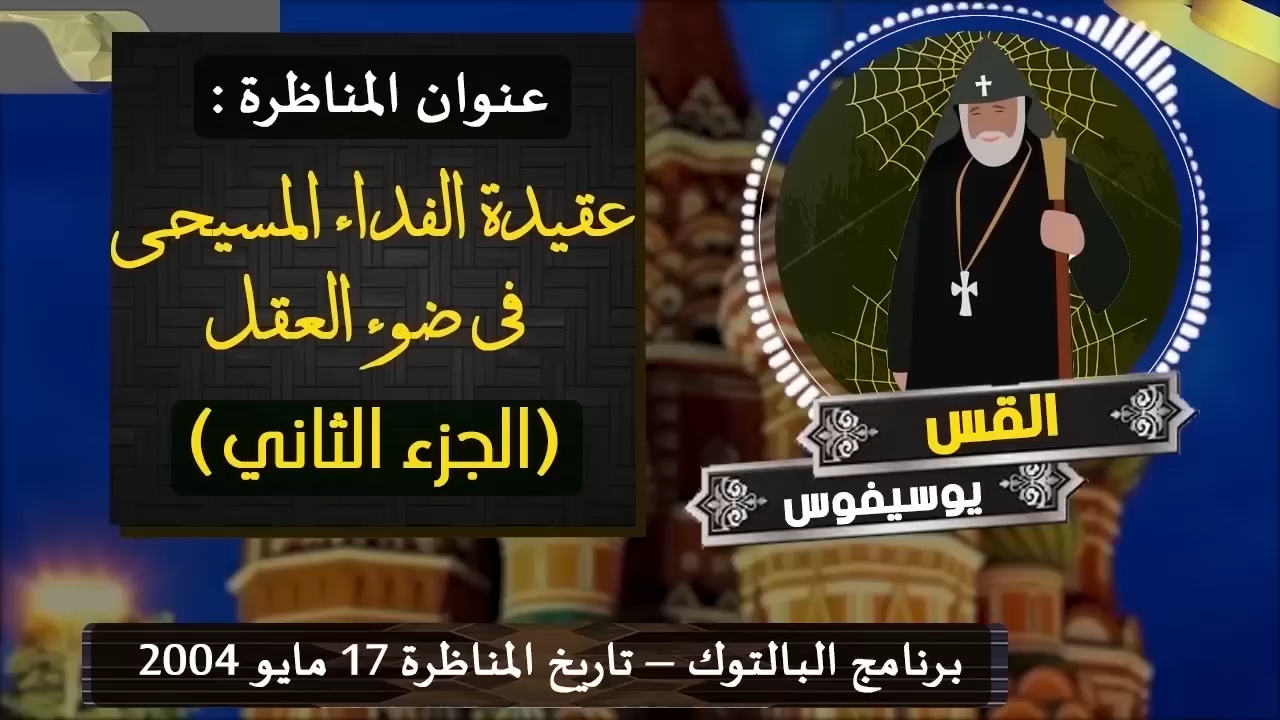 عنوان المناظرة :
عقيدة الفداء المسيحى
فى ضوء العقل
(الجزء الثاني)
القس
يوسيفوس
برنامج البالتوك – تاريخ المناظرة 17 مايو 2004